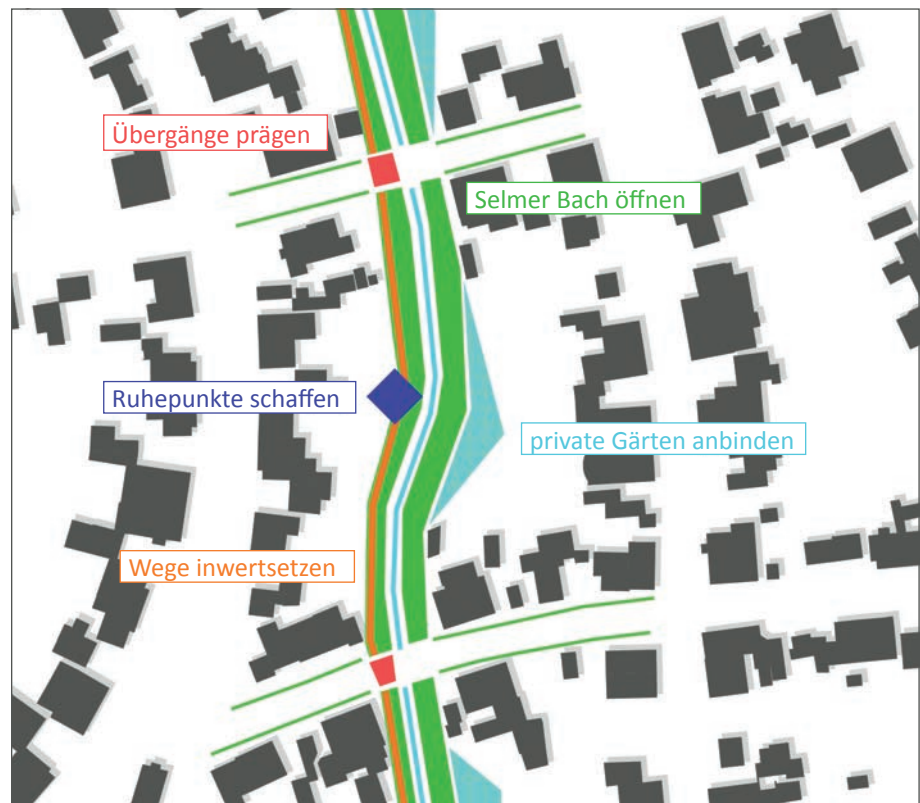 Übergänge prägen
Selmer Bach öffnen
Ruhepunkte schaffen
private Gärten anbinden
Wege inwertsetzen